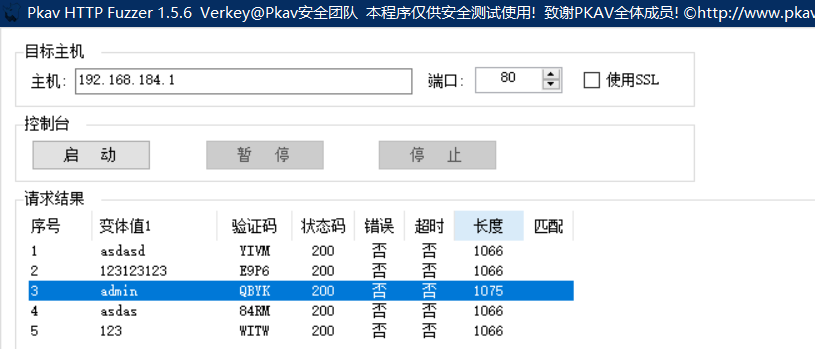 Pkav HTTP Fuzzer 1.5.6 Verkey@Pkav安全团队 本程序仅供安全测试使用! 致谢PKAV全体成员! ©http://www.pkav
目标主机
主机: 192.168.184.1 端口: 80 使用SSL
控制台
启 动 暂 停 停 止
请求结果
序号 变体值1 验证码 状态码 错误 超时 长度 匹配
1 asdasd YIVM 200 否 否 1066
2 123123123 E9P6 200 否 否 1066
3 admin QBYK 200 否 否 1075
4 asdas 84RM 200 否 否 1066
5 123 WITW 200 否 否 1066